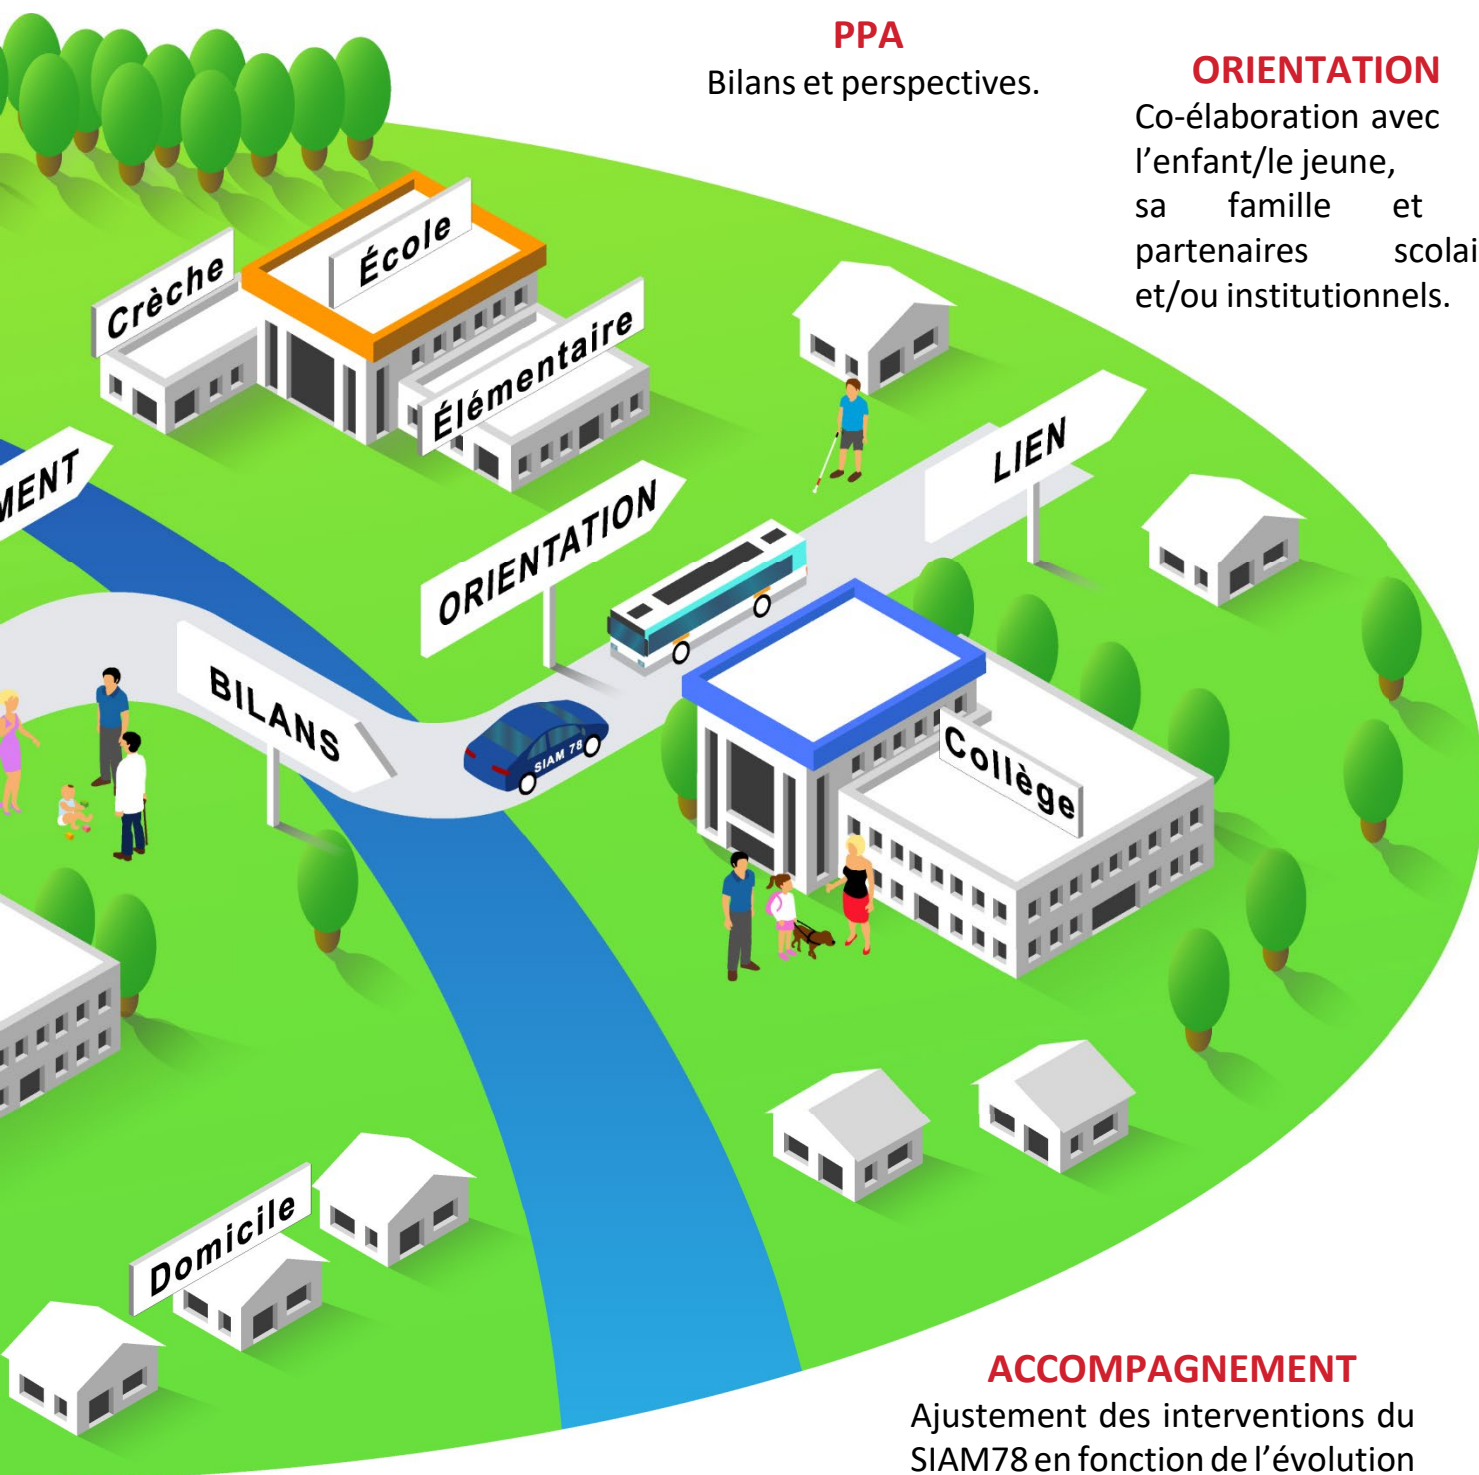 PPA
Bilans et perspectives.
ORIENTATION
Co-élaboration avec
l’enfant/le jeune,
sa famille et
partenaires scolai
et/ou institutionnels.
Crèche
École
Élémentaire
MENT
ORIENTATION
LIEN
BILANS
SIAM 78
Collège
Domicile
ACCOMPAGNEMENT
Ajustement des interventions du
SIAM78 en fonction de l’évolution